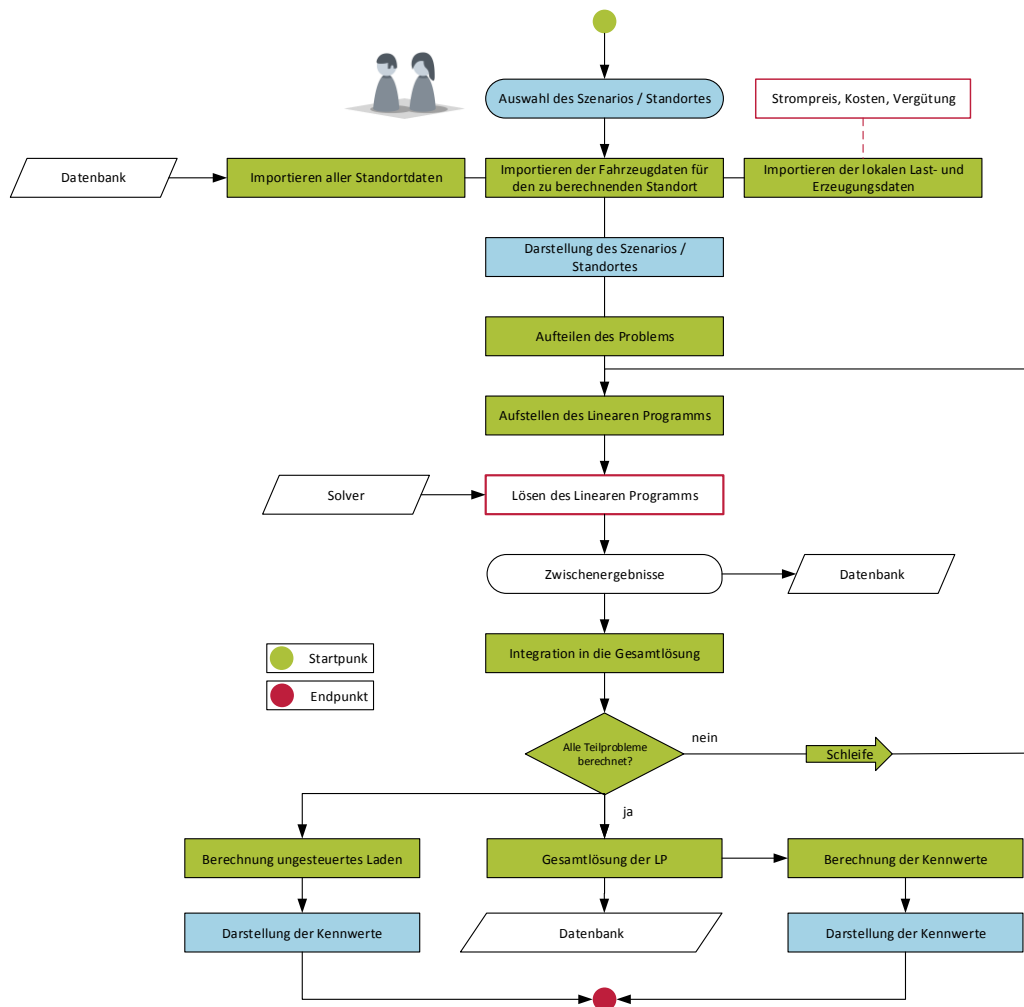 Auswahl des Szenarios / Standortes
Strompreis, Kosten, Vergütung
Datenbank
Importieren aller Standortdaten
Importieren der Fahrzeugdaten für
den zu berechnenden Standort
Importieren der lokalen Last- und
Erzeugungsdaten
Darstellung des Szenarios /
Standortes
Aufteilen des Problems
Aufstellen des Linearen Programms
Solver
Lösen des Linearen Programms
Zwischenergebnisse
Datenbank
Integration in die Gesamtlösung
Startpunk
Endpunkt
Alle Teilprobleme
berechnet?
nein
Schleife
ja
Berechnung ungesteuertes Laden
Gesamtlösung der LP
Berechnung der Kennwerte
Darstellung der Kennwerte
Datenbank
Darstellung der Kennwerte